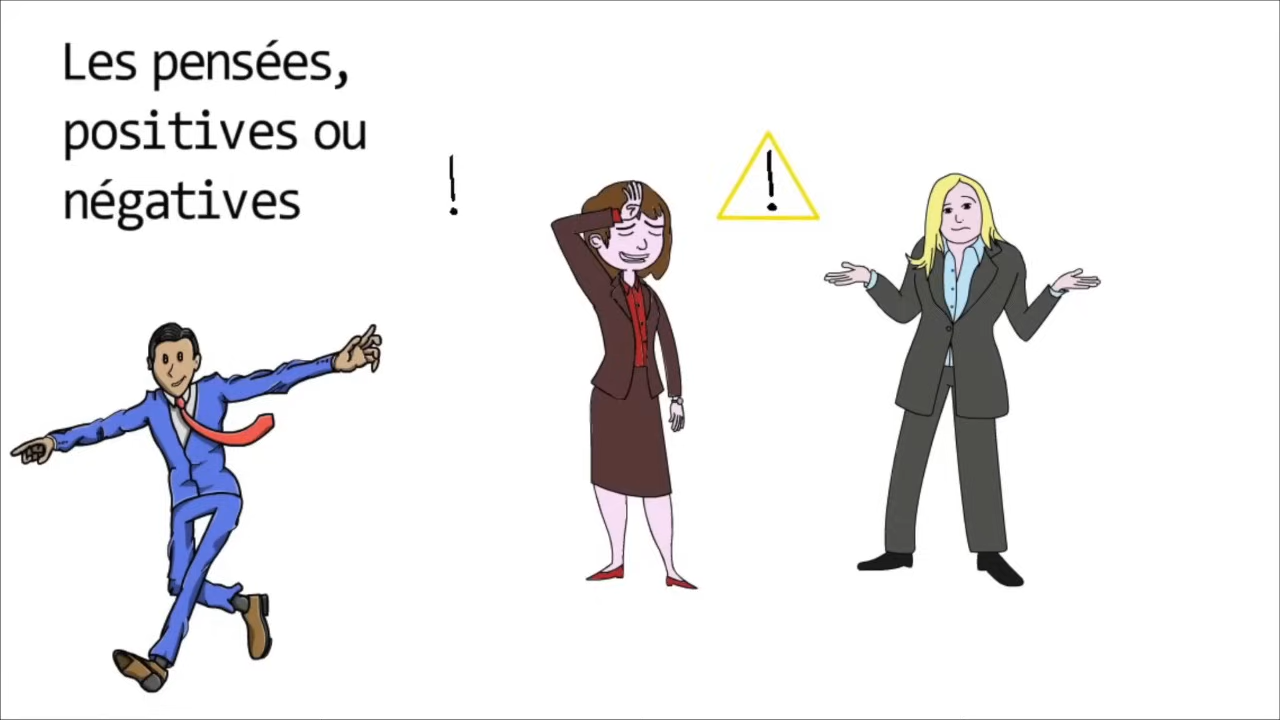 Les pensées,
positives ou
négatives
!
!